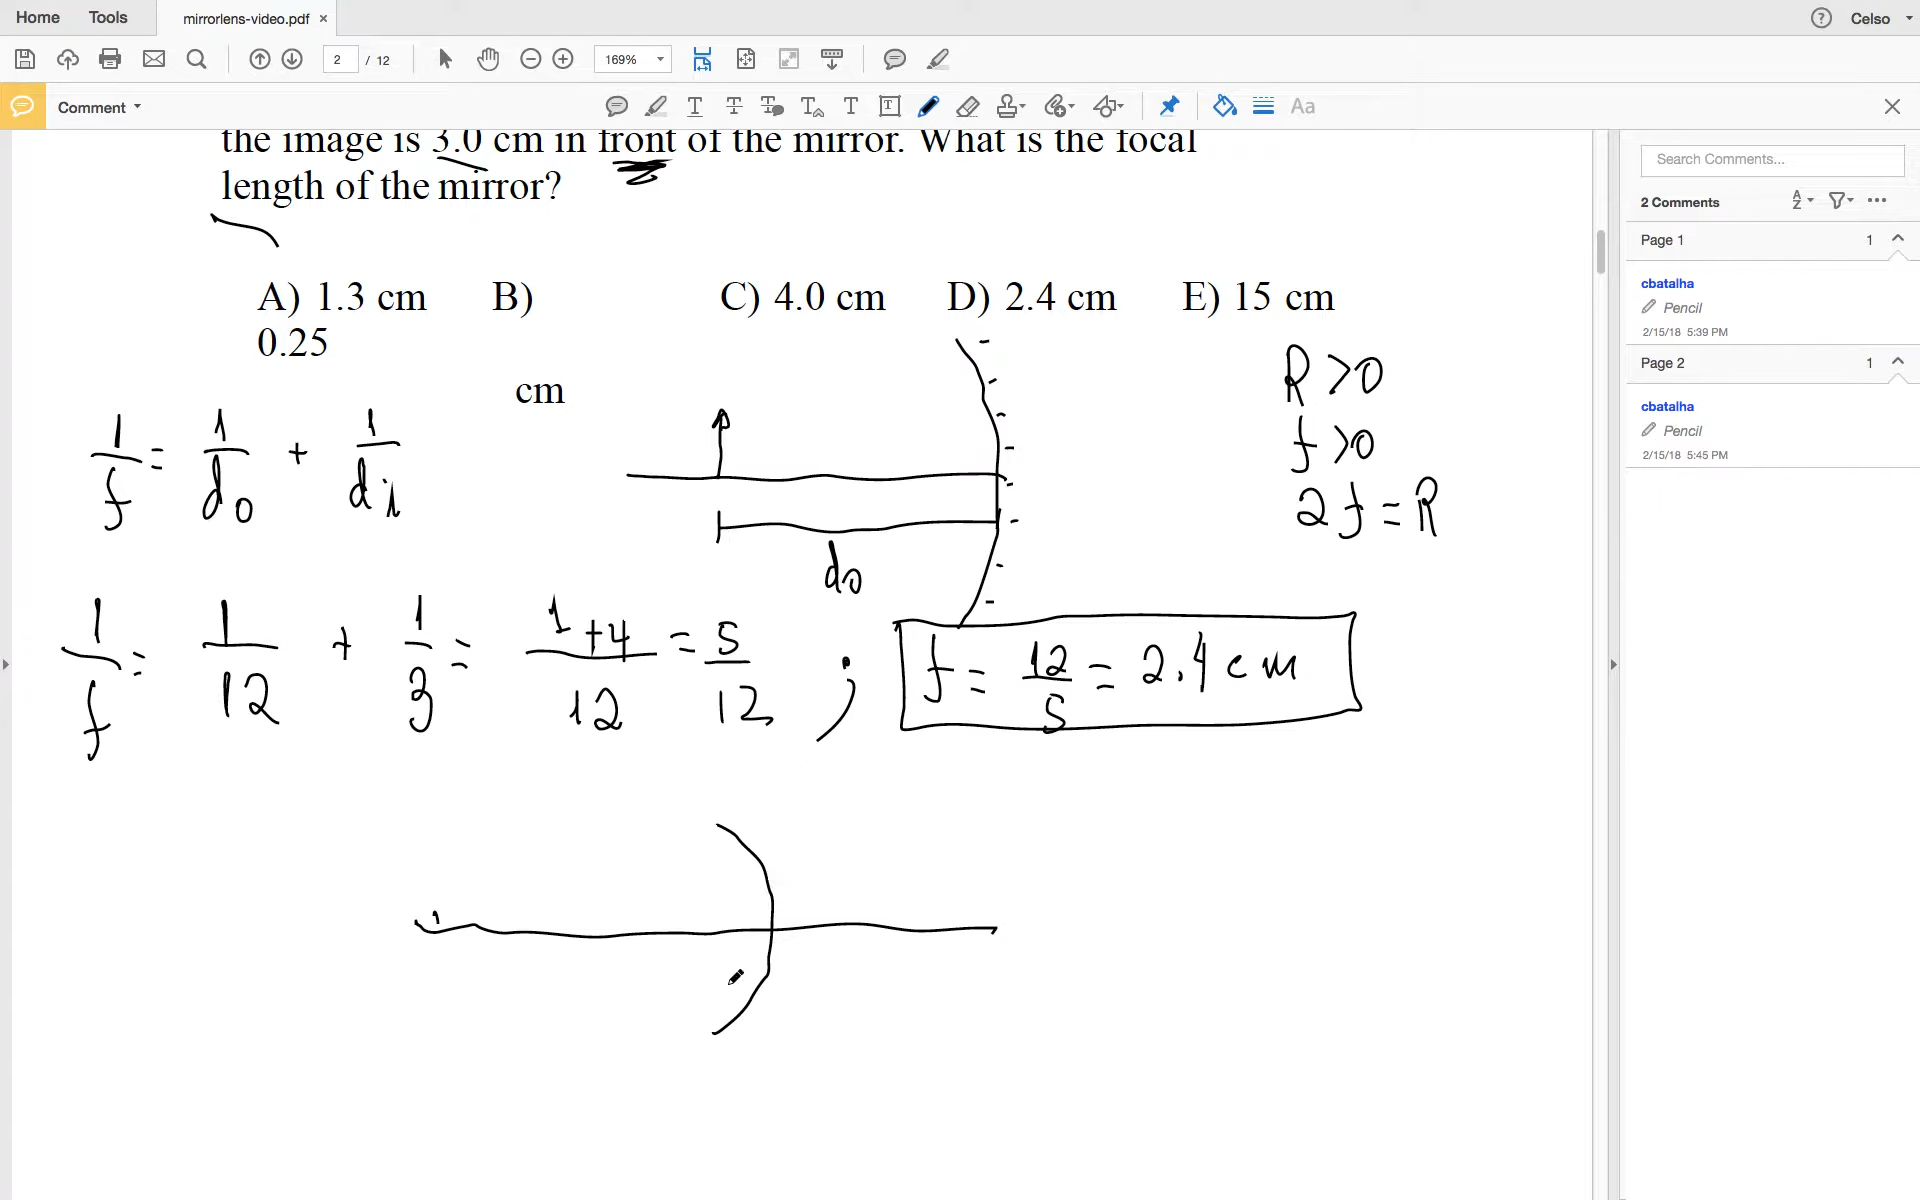 Home Tools mirrorlens-video.pdf × ? Celso
2 / 12 169%
Comment T T T T T T Aa
Search Comments...
2 Comments A Z
Page 1 1
cbatalha
Pencil
2/15/18 5:39 PM
Page 2 1
cbatalha
Pencil
2/15/18 5:45 PM
the image is 3.0 cm in front of the mirror. What is the focal
length of the mirror?
A) 1.3 cm B) C) 4.0 cm D) 2.4 cm E) 15 cm
0.25
cm
R >0
f >0
2f = R
1/f = 1/do + 1/di
do
1/f = 1/12 + 1/3 = 1+4/12 = 5/12 ; f = 12/5 = 2.4 cm